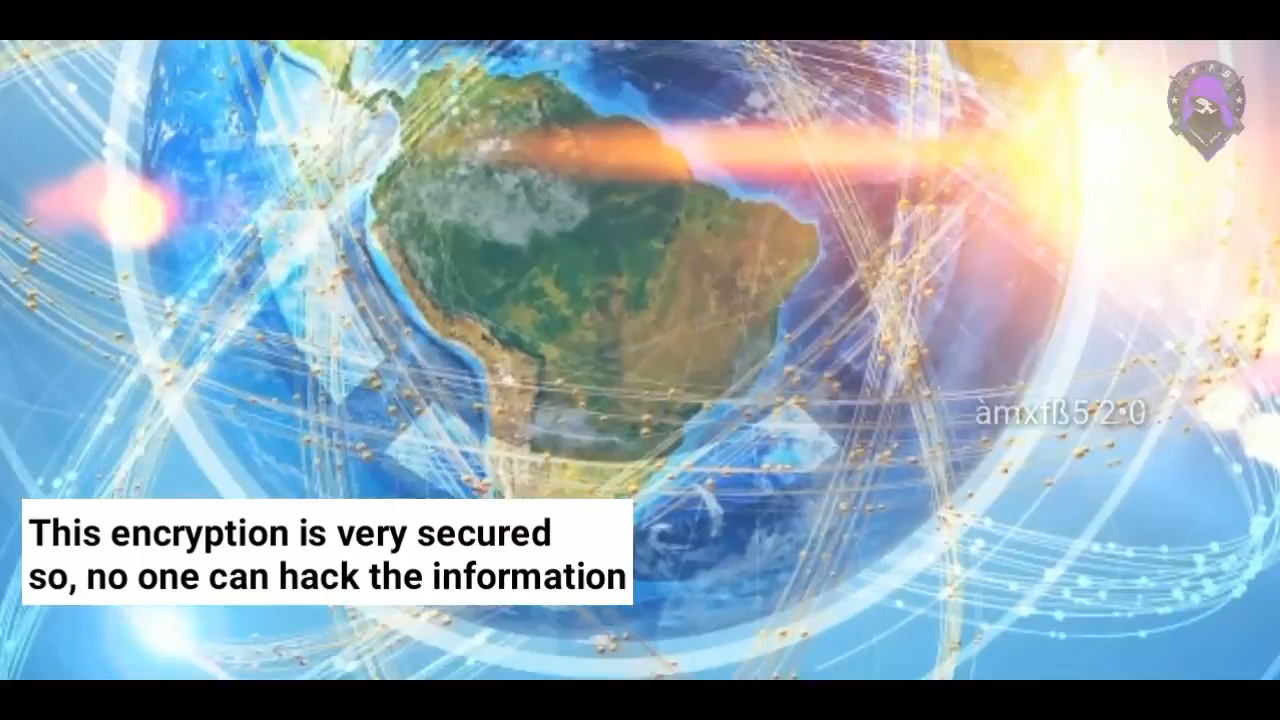 àmxfß5•2•0
This encryption is very secured
so, no one can hack the information